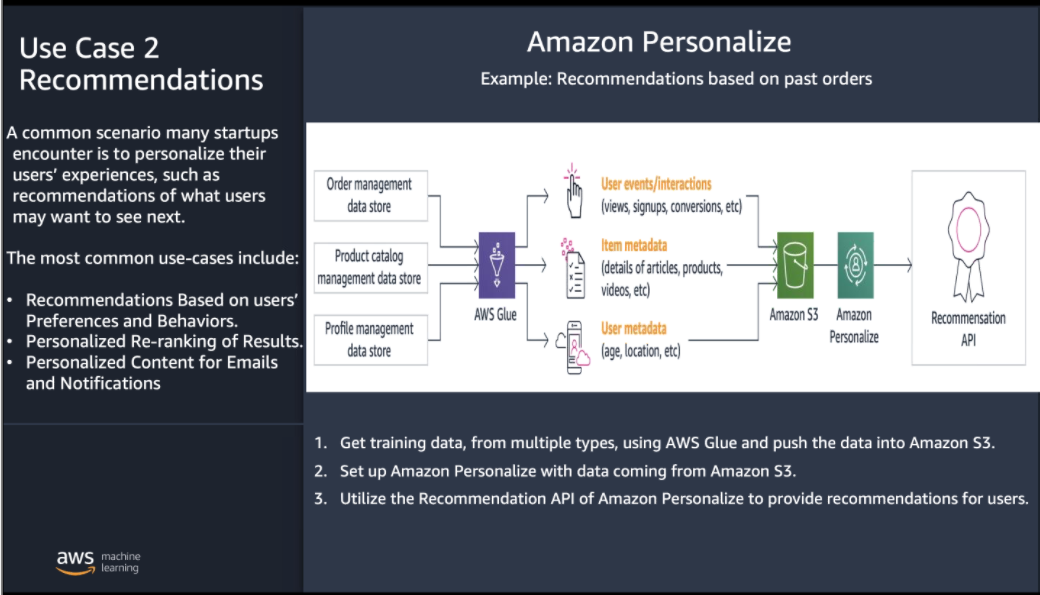 Use Case 2
Recommendations
A common scenario many startups
encounter is to personalize their
users' experiences, such as
recommendations of what users
may want to see next.
The most common use-cases include:
• Recommendations Based on users'
Preferences and Behaviors.
• Personalized Re-ranking of Results.
• Personalized Content for Emails
and Notifications
aws machine
learning
Amazon Personalize
Example: Recommendations based on past orders
Order management
data store
Product catalog
management data store
Profile management
data store
AWS Glue
User events/interactions
(views, signups, conversions, etc)
Item metadata
(details of articles, products,
videos, etc)
User metadata
(age, location, etc)
Amazon S3
Amazon
Personalize
Recommensation
API
1. Get training data, from multiple types, using AWS Glue and push the data into Amazon S3.
2. Set up Amazon Personalize with data coming from Amazon S3.
3. Utilize the Recommendation API of Amazon Personalize to provide recommendations for users.